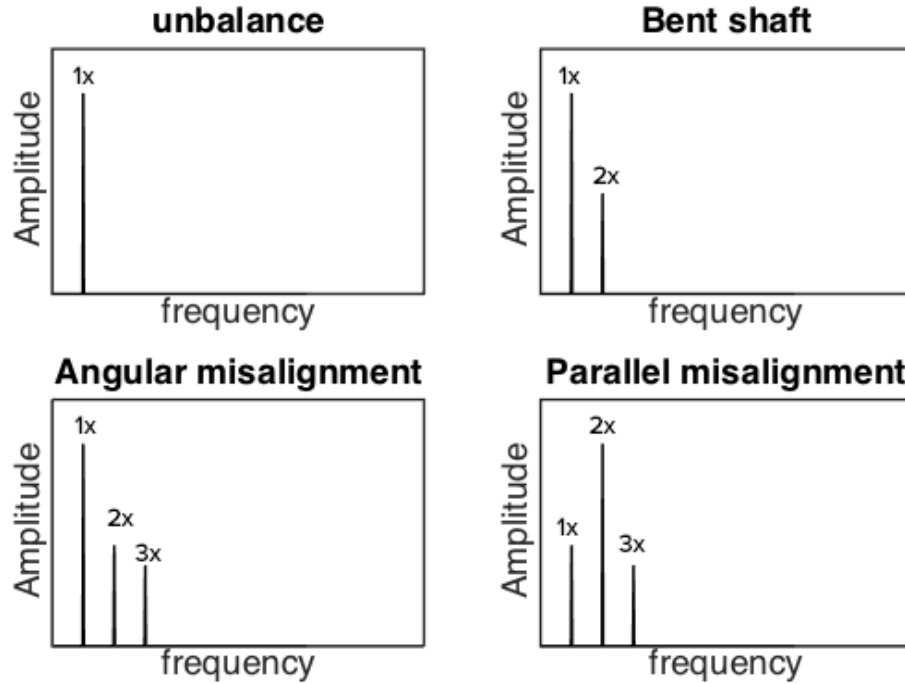 unbalance
1x
Amplitude
frequency
Bent shaft
1x
2x
Amplitude
frequency
Angular misalignment
1x
2x
3x
Amplitude
frequency
Parallel misalignment
2x
1x
3x
Amplitude
frequency